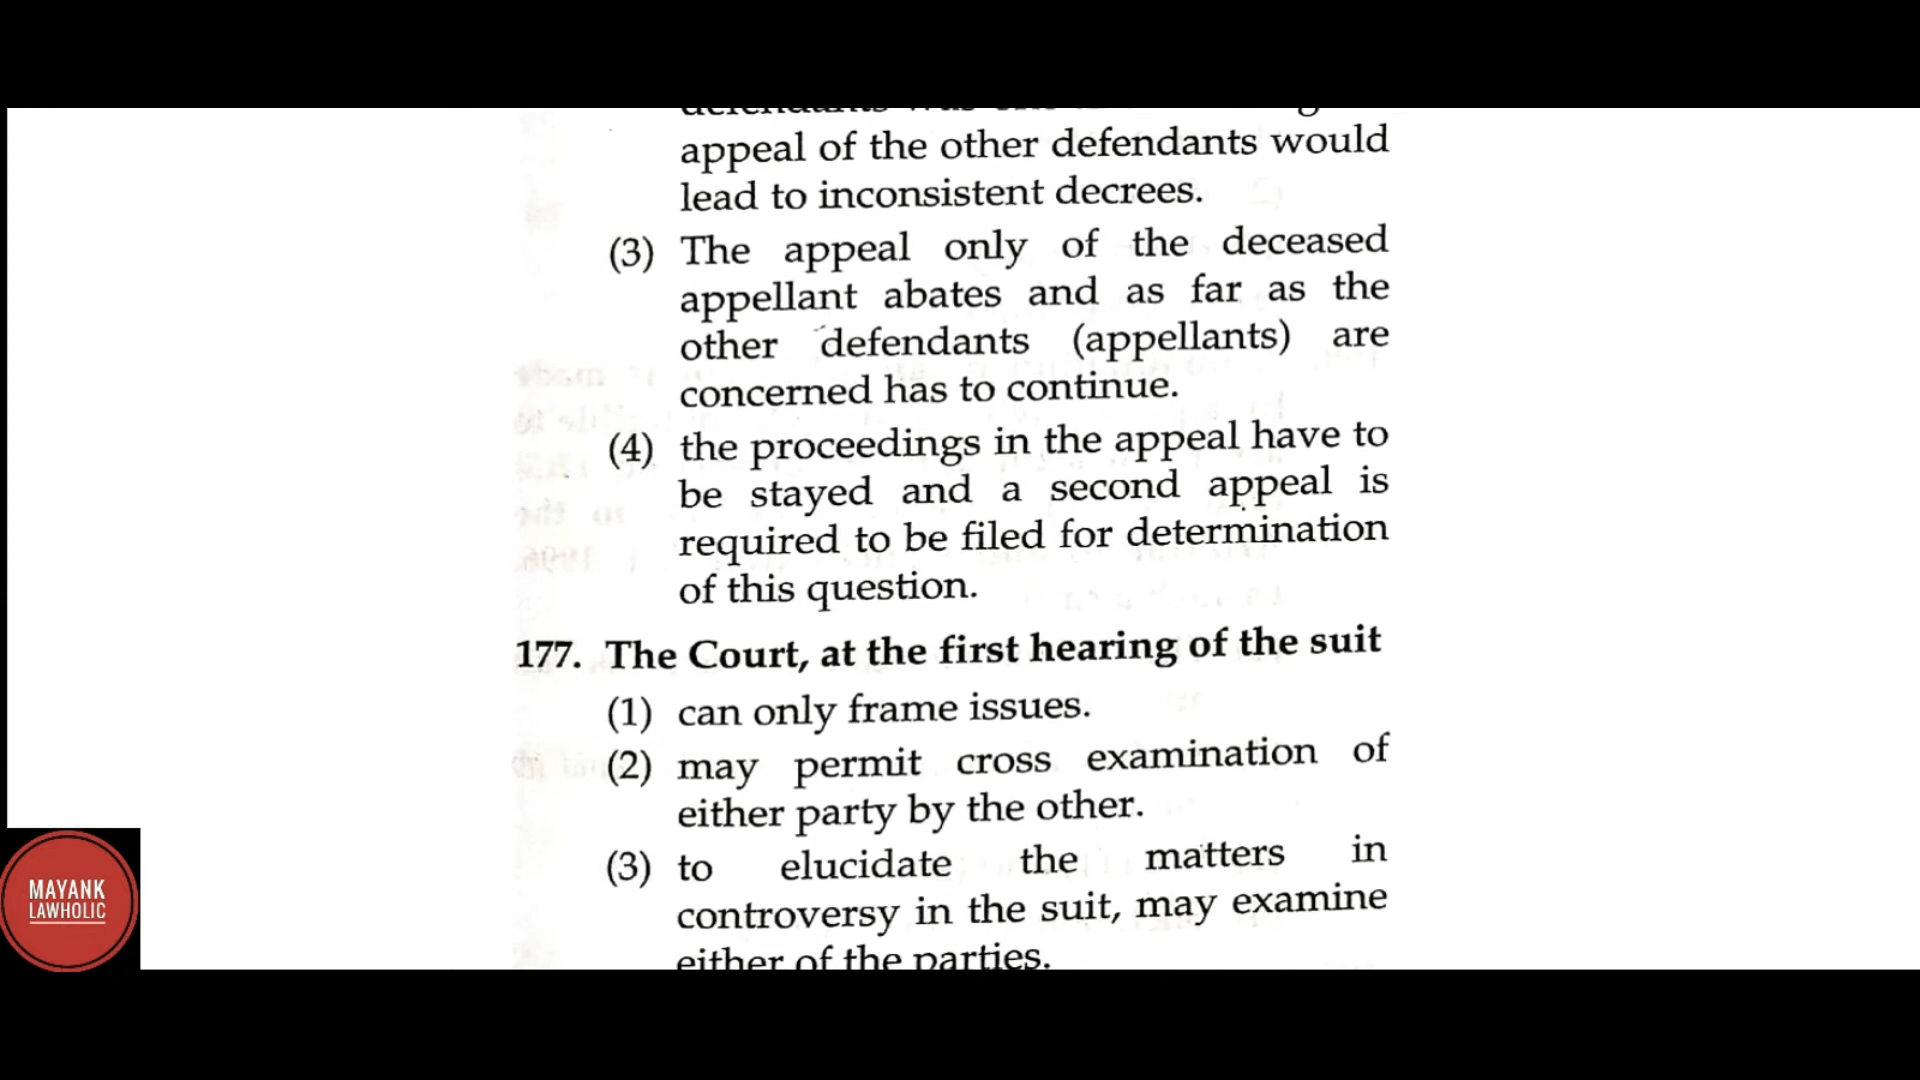 appeal of the other defendants would
lead to inconsistent decrees.
(3) The appeal only of the deceased
appellant abates and as far as the
other defendants (appellants) are
concerned has to continue.
(4) the proceedings in the appeal have to
be stayed and a second appeal is
required to be filed for determination
of this question.
177. The Court, at the first hearing of the suit
(1) can only frame issues.
(2) may permit cross examination of
either party by the other.
(3) to elucidate the matters in
controversy in the suit, may examine
either of the parties.
MAYANK
LAWHOLIC